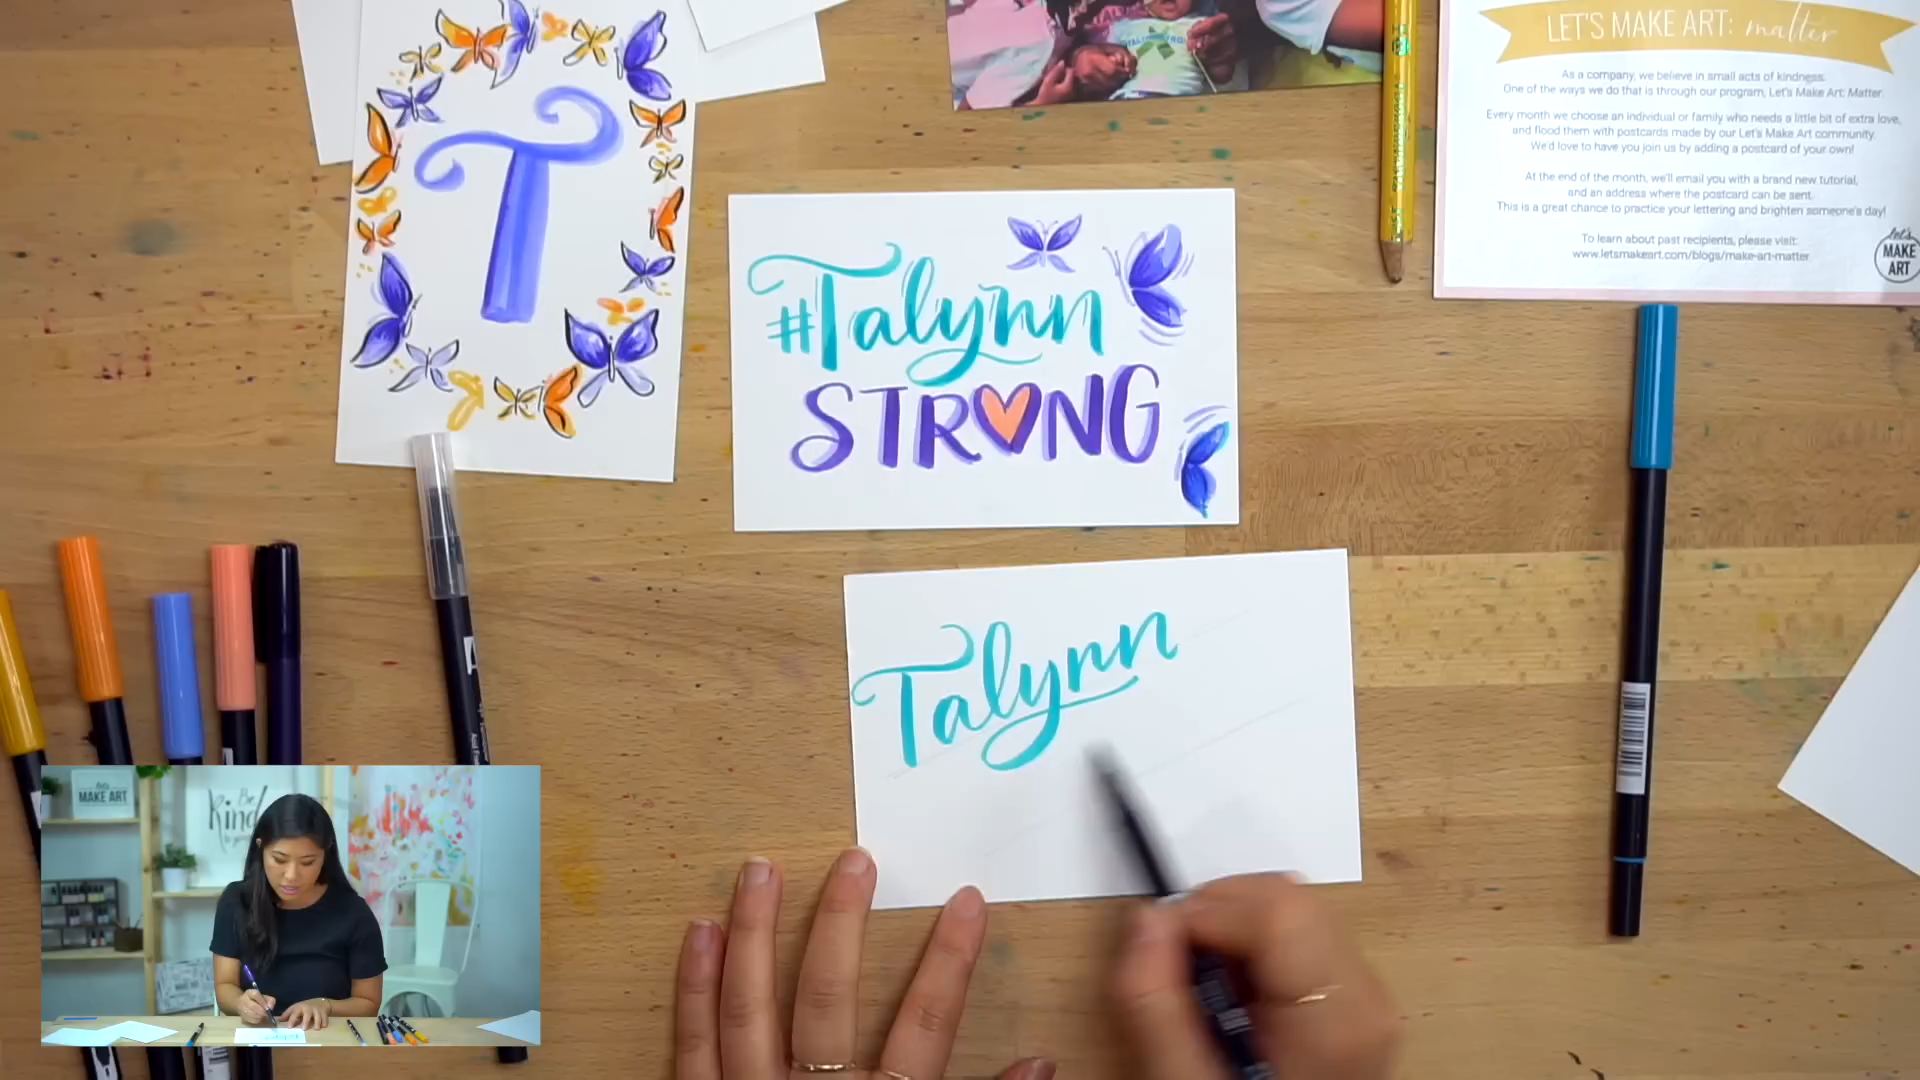 T
#Talynn
STRONG
Talynn
LET'S MAKE ART: matter
As a company, we believe in small acts of kindness.
One of the ways we do that is through our program, Let's Make Art: Matter.
Every month we choose an individual or family who needs a little bit of extra love,
and flood them with postcards made by our Let's Make Art community.
We'd love to have you join us by adding a postcard of your own!
At the end of the month, we'll email you with a brand new tutorial,
and an address where the postcard can be sent.
This is a great chance to practice your lettering and brighten someone's day!
To learn about past recipients, please visit:
www.letsmakeart.com/blogs/make-art-matter
let's
MAKE
ART
MAKE ART
Be
Kind